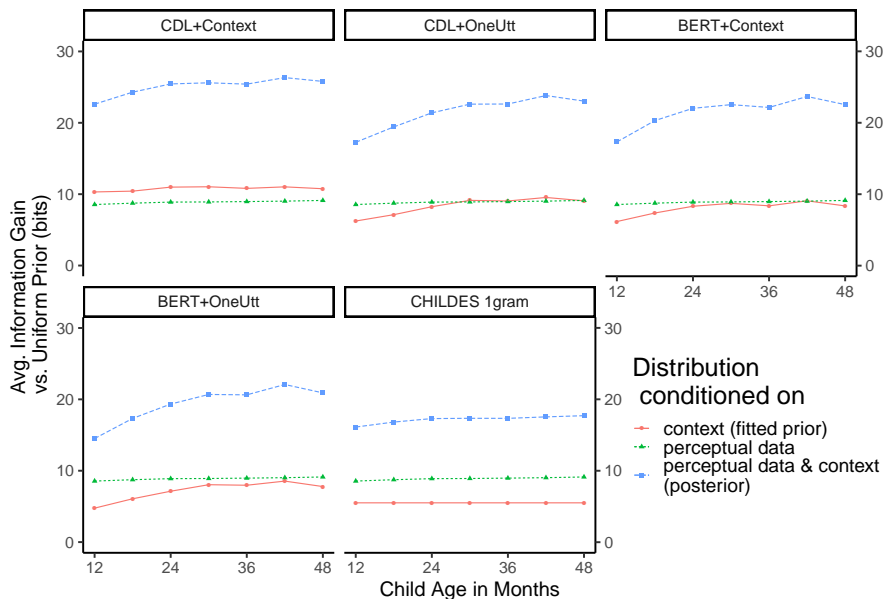 CDL+Context
CDL+OneUtt
BERT+Context
30
20
10
0
30
20
10
0
12
24
36
48
BERT+OneUtt
CHILDES 1gram
30
20
10
0
30
20
10
0
12
24
36
48
12
24
36
48
Avg. Information Gain
vs. Uniform Prior (bits)
Child Age in Months
Distribution
conditioned on
context (fitted prior)
perceptual data
perceptual data & context
(posterior)